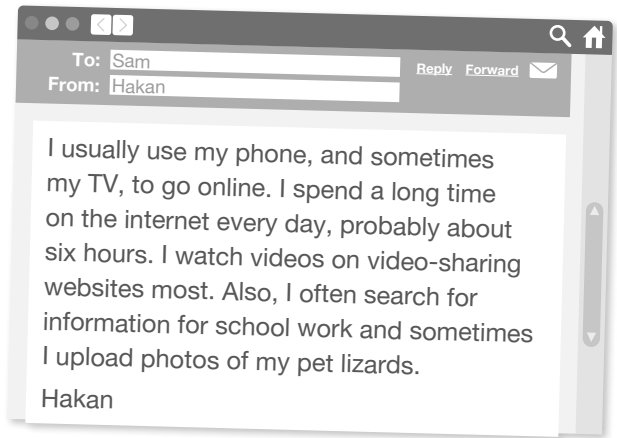 To: Sam
Reply Forward
From: Hakan
I usually use my phone, and sometimes
my TV, to go online. I spend a long time
on the internet every day, probably about
six hours. I watch videos on video-sharing
websites most. Also, I often search for
information for school work and sometimes
I upload photos of my pet lizards.
Hakan